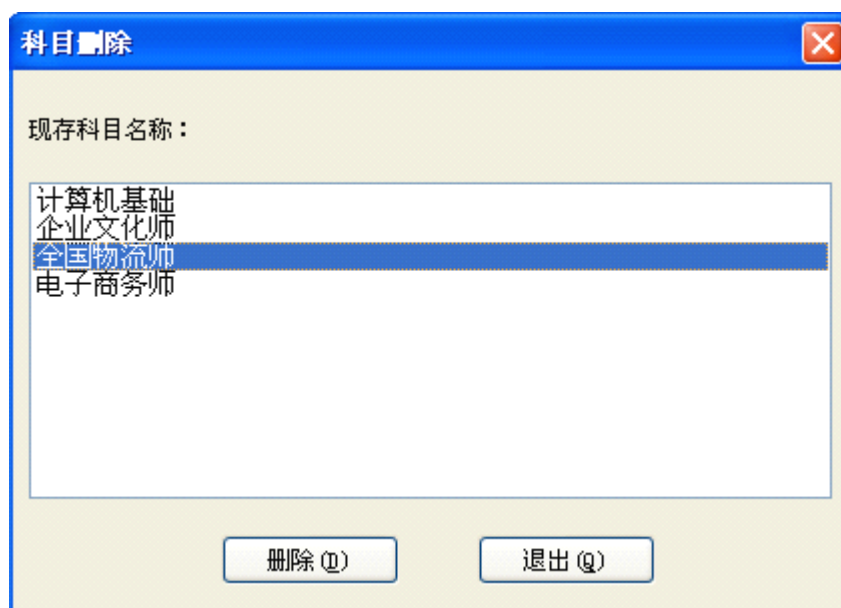 科目删除
现存科目名称：
计算机基础
企业文化师
全国物流师
电子商务师
删除(D)
退出(Q)